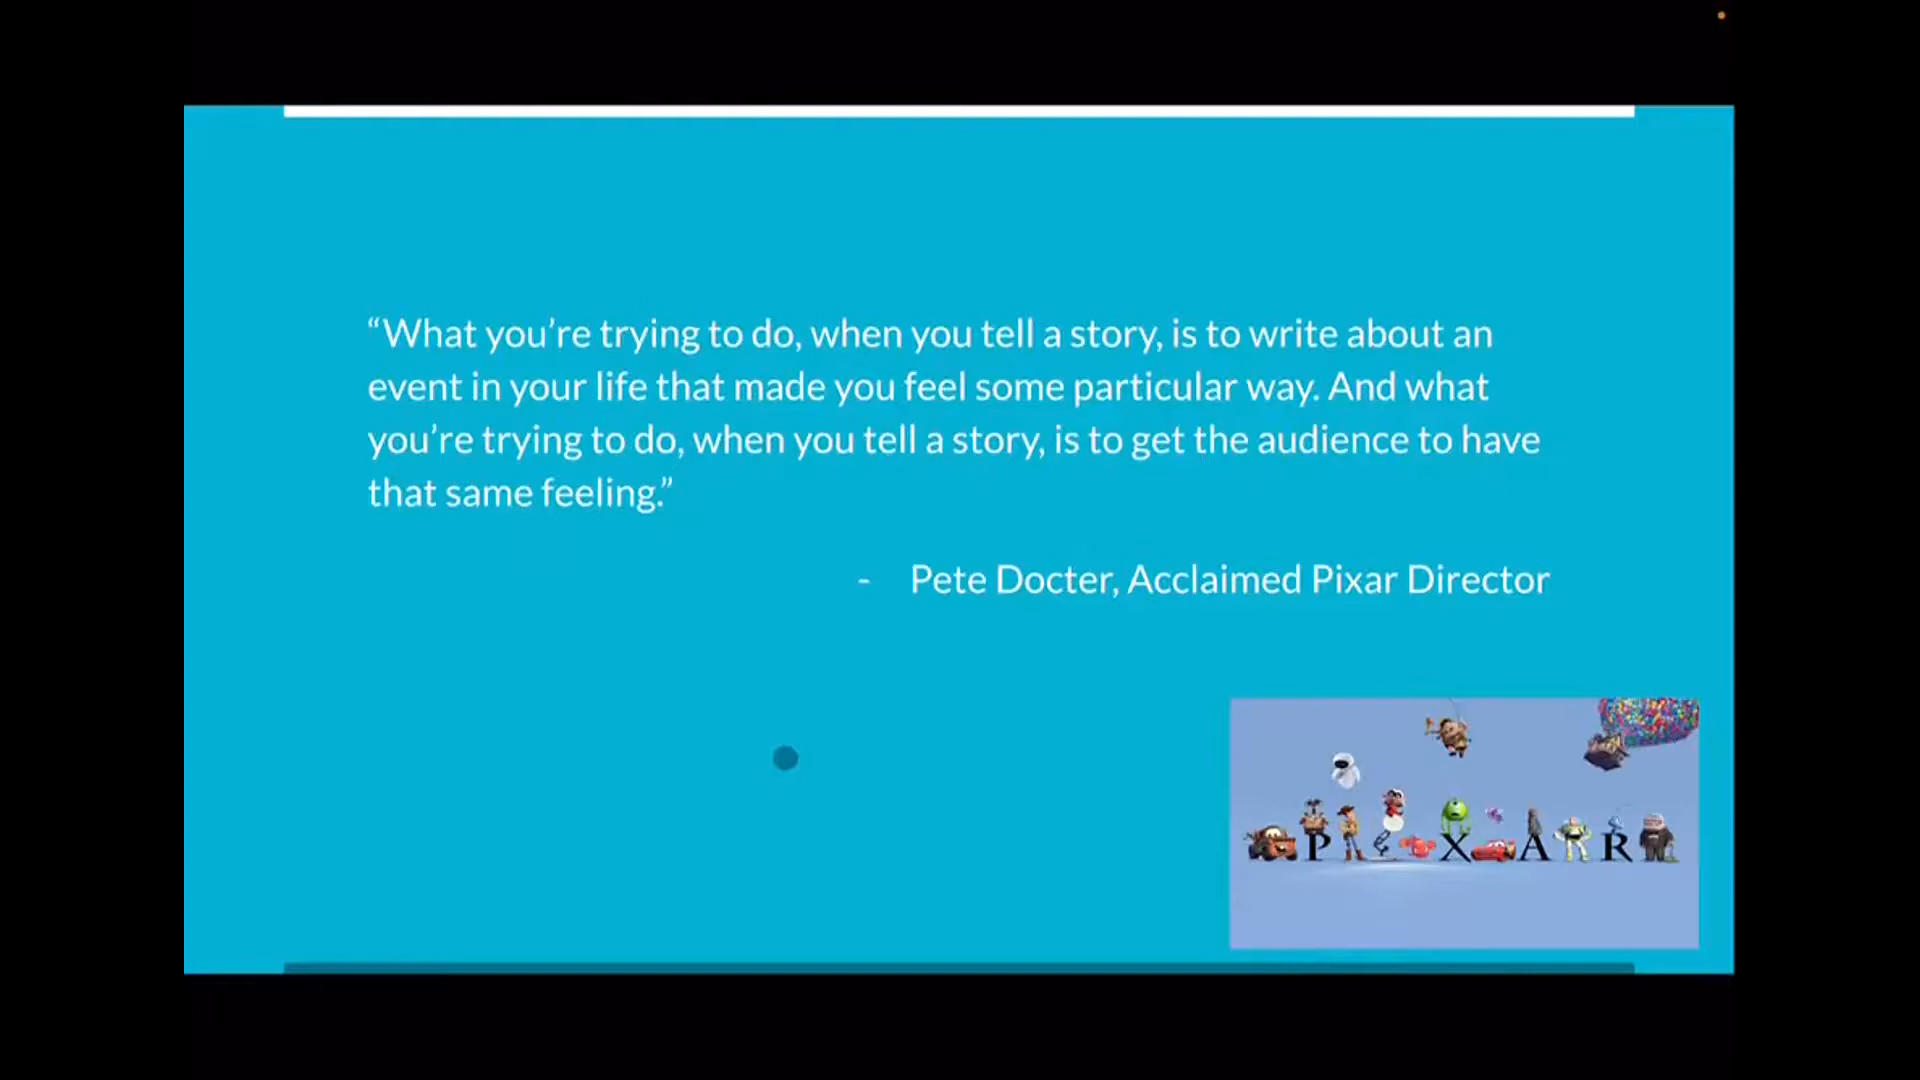 “What you’re trying to do, when you tell a story, is to write about an
event in your life that made you feel some particular way. And what
you’re trying to do, when you tell a story, is to get the audience to have
that same feeling.”
- Pete Docter, Acclaimed Pixar Director
PIXAR